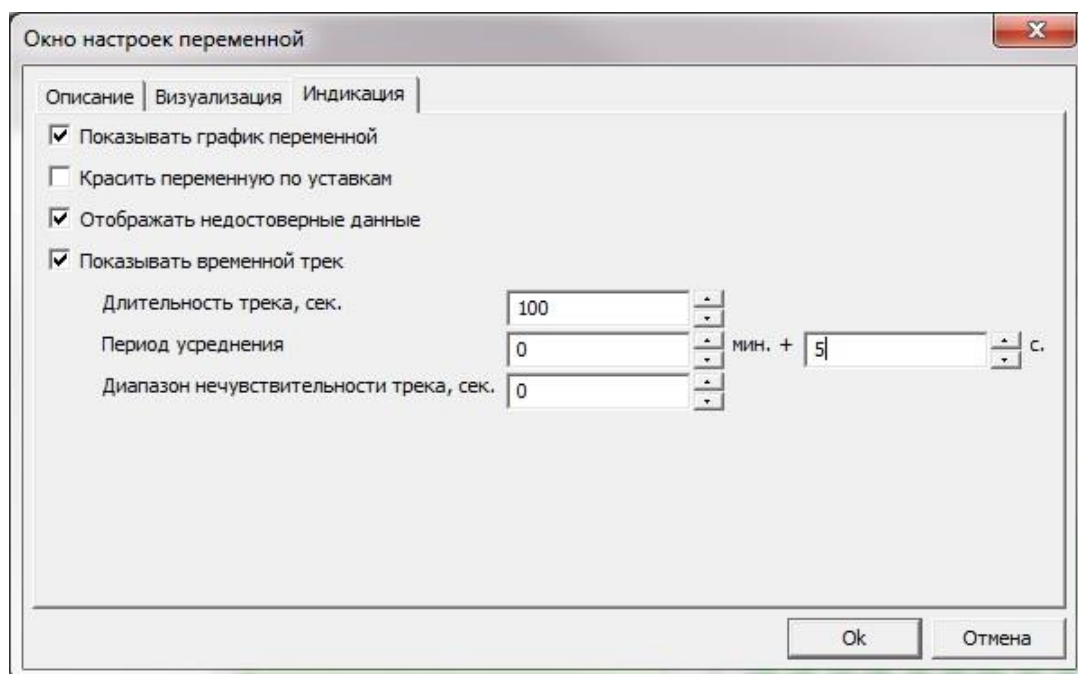 Окно настроек переменной
Описание Визуализация Индикация
Показывать график переменной
Красить переменную по уставкам
Отображать недостоверные данные
Показывать временной трек
Длительность трека, сек. 100
Период усреднения 0 мин. + 5 с.
Диапазон нечувствительности трека, сек. 0
Ok Отмена